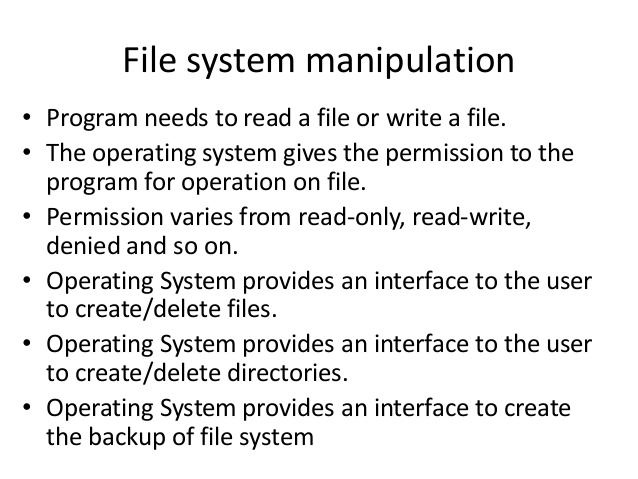 File system manipulation
• Program needs to read a file or write a file.
• The operating system gives the permission to the
program for operation on file.
• Permission varies from read-only, read-write,
denied and so on.
• Operating System provides an interface to the user
to create/delete files.
• Operating System provides an interface to the user
to create/delete directories.
• Operating System provides an interface to create
the backup of file system